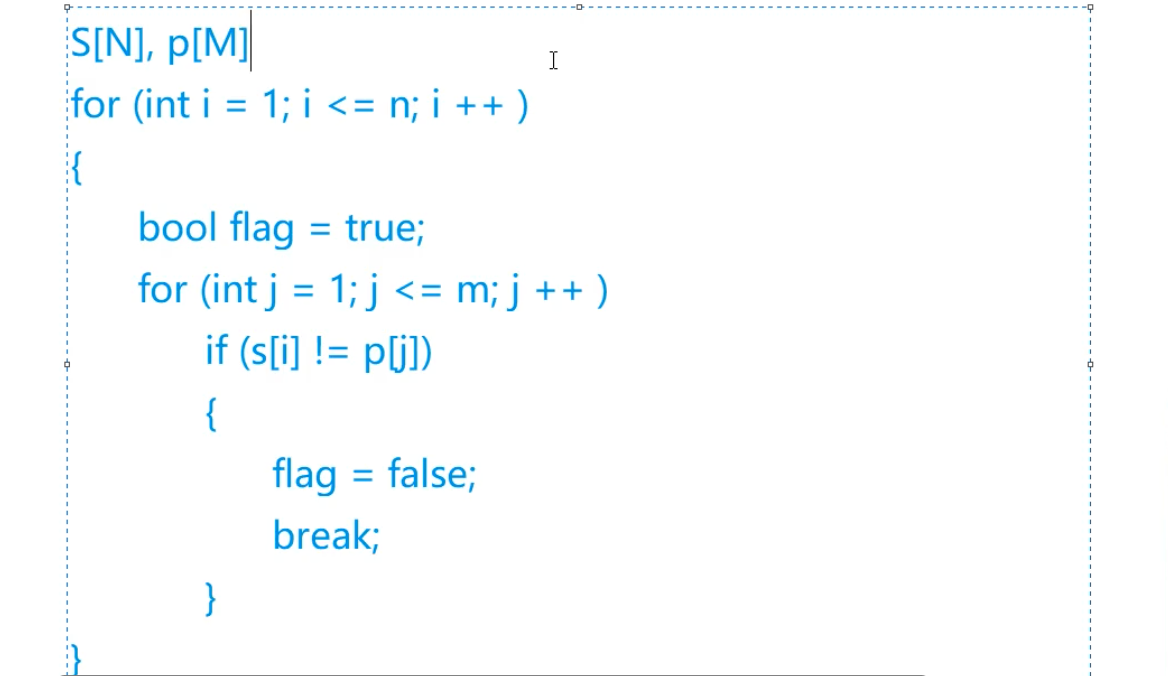 S[N], p[M]
for (int i = 1; i <= n; i ++ )
{
bool flag = true;
for (int j = 1; j <= m; j ++ )
if (s[i] != p[j])
{
flag = false;
break;
}
}